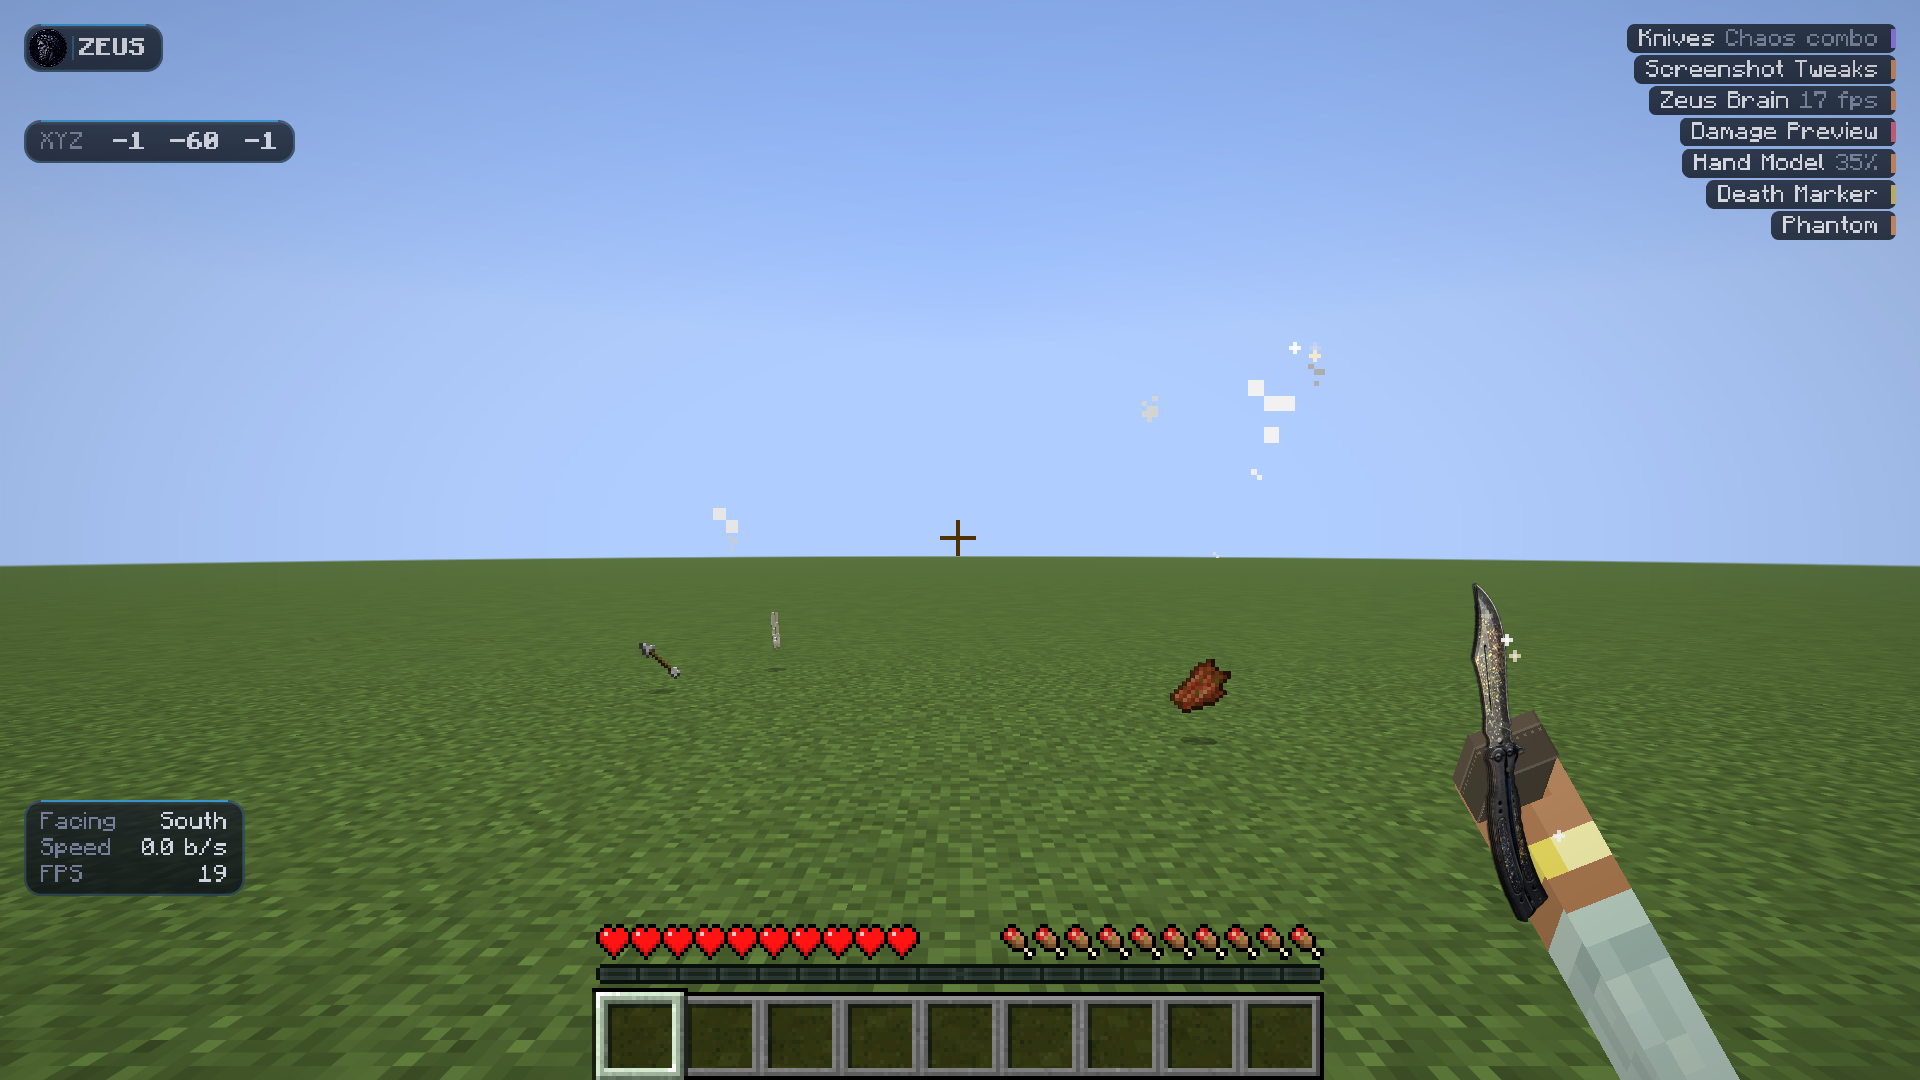 ZEUS
XYZ -1 -60 -1
Knives Chaos combo
Screenshot Tweaks
Zeus Brain 17 fps
Damage Preview
Hand Model 35%
Death Marker
Phantom
Facing South
Speed 0.0 b/s
FPS 19